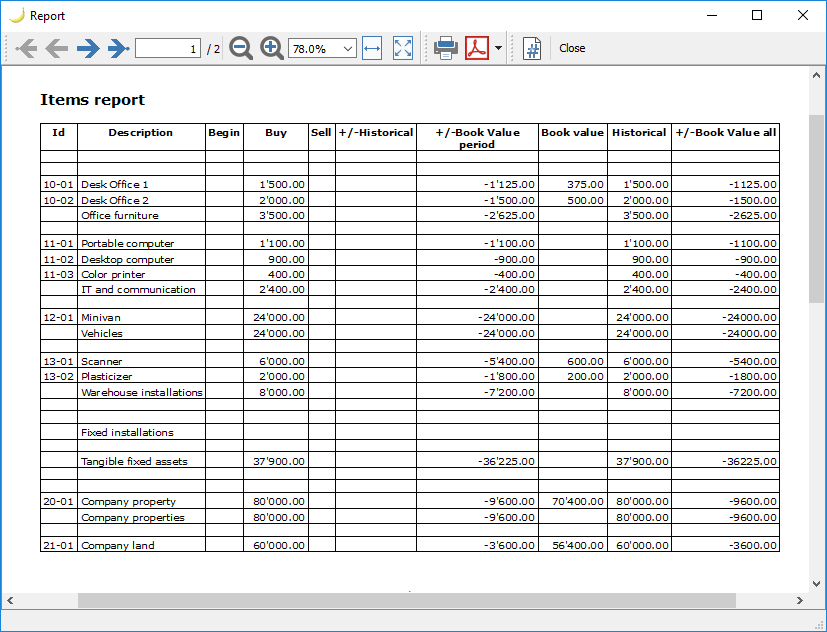 Report
1 / 2 78.0% Close
Items report
Id Description Begin Buy Sell +/-Historical +/-Book Value period Book value Historical +/-Book Value all
10-01 Desk Office 1 1'500.00 -1'125.00 375.00 1'500.00 -1125.00
10-02 Desk Office 2 2'000.00 -1'500.00 500.00 2'000.00 -1500.00
Office furniture 3'500.00 -2'625.00 3'500.00 -2625.00
11-01 Portable computer 1'100.00 -1'100.00 1'100.00 -1100.00
11-02 Desktop computer 900.00 -900.00 900.00 -900.00
11-03 Color printer 400.00 -400.00 400.00 -400.00
IT and communication 2'400.00 -2'400.00 2'400.00 -2400.00
12-01 Minivan 24'000.00 -24'000.00 24'000.00 -24000.00
Vehicles 24'000.00 -24'000.00 24'000.00 -24000.00
13-01 Scanner 6'000.00 -5'400.00 600.00 6'000.00 -5400.00
13-02 Plasticizer 2'000.00 -1'800.00 200.00 2'000.00 -1800.00
Warehouse installations 8'000.00 -7'200.00 8'000.00 -7200.00
Fixed installations
Tangible fixed assets 37'900.00 -36'225.00 37'900.00 -36225.00
20-01 Company property 80'000.00 -9'600.00 70'400.00 80'000.00 -9600.00
Company properties 80'000.00 -9'600.00 80'000.00 -9600.00
21-01 Company land 60'000.00 -3'600.00 56'400.00 60'000.00 -3600.00